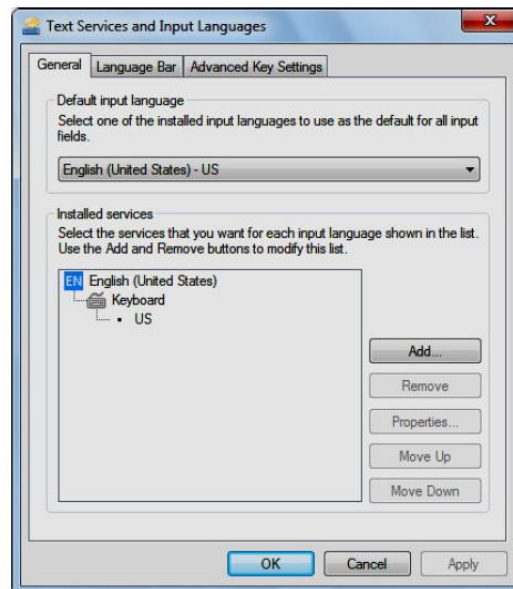 Text Services and Input Languages
General
Language Bar
Advanced Key Settings
Default input language
Select one of the installed input languages to use as the default for all input
fields.
English (United States) - US
Installed services
Select the services that you want for each input language shown in the list.
Use the Add and Remove buttons to modify this list.
EN English (United States)
Keyboard
• US
Add...
Remove
Properties...
Move Up
Move Down
OK
Cancel
Apply